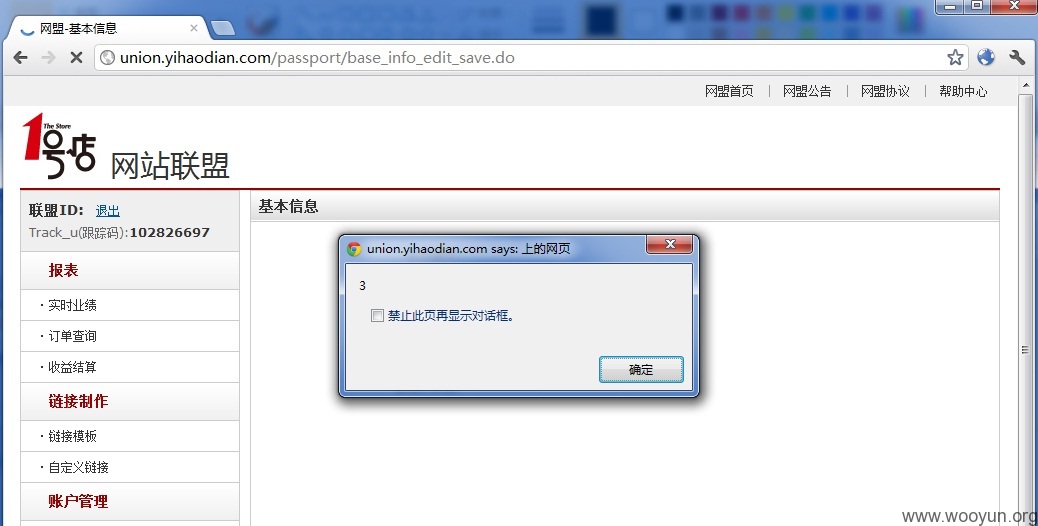 网盟-基本信息
union.yihaodian.com/passport/base_info_edit_save.do
网盟首页 | 网盟公告 | 网盟协议 | 帮助中心
The Store
1号店 网站联盟
联盟ID: 退出
Track_u(跟踪码):102826697
报表
· 实时业绩
· 订单查询
· 收益结算
链接制作
· 链接模板
· 自定义链接
账户管理
基本信息
union.yihaodian.com says: 上的网页
3
禁止此页再显示对话框。
确定
www.wooyun.org